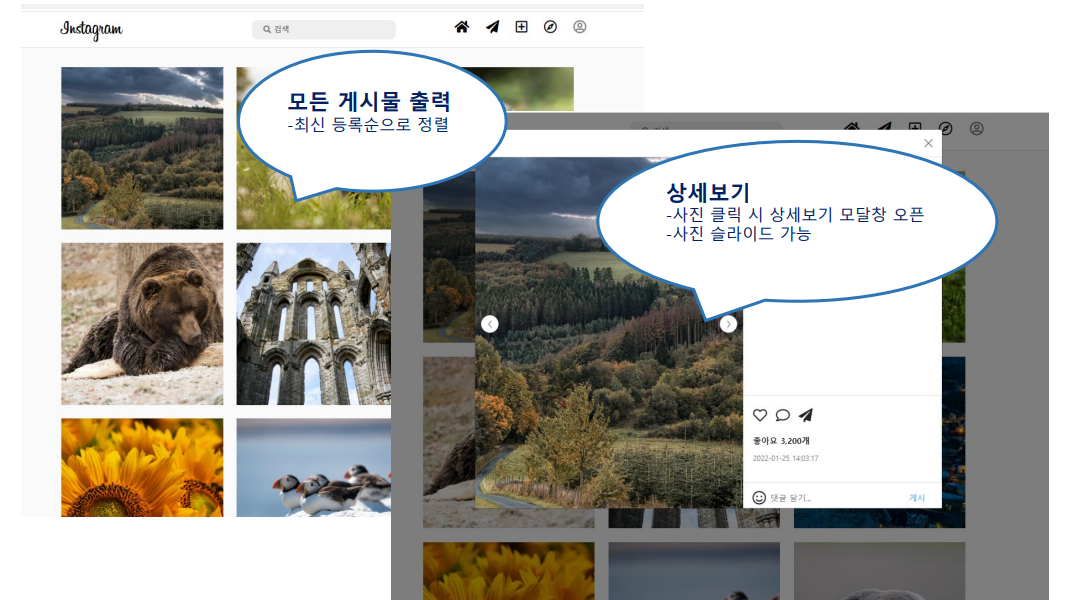 Instagram
검색
모든 게시물 출력
-최신 등록순으로 정렬
상세보기
-사진 클릭 시 상세보기 모달창 오픈
-사진 슬라이드 가능
좋아요 3,200개
2022-01-25 14:03:17
댓글 달기...
게시